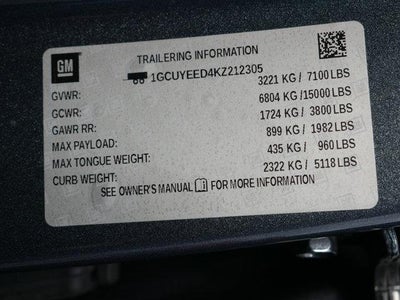 GM
TRAILERING INFORMATION
1GCUYEED4KZ212305
GVWR: 3221 KG / 7100 LBS
GCWR: 6804 KG /15000 LBS
GAWR RR: 1724 KG / 3800 LBS
MAX PAYLOAD: 899 KG / 1982 LBS
MAX TONGUE WEIGHT: 435 KG / 960 LBS
CURB WEIGHT: 2322 KG / 5118 LBS
SEE OWNER'S MANUAL FOR MORE INFORMATION